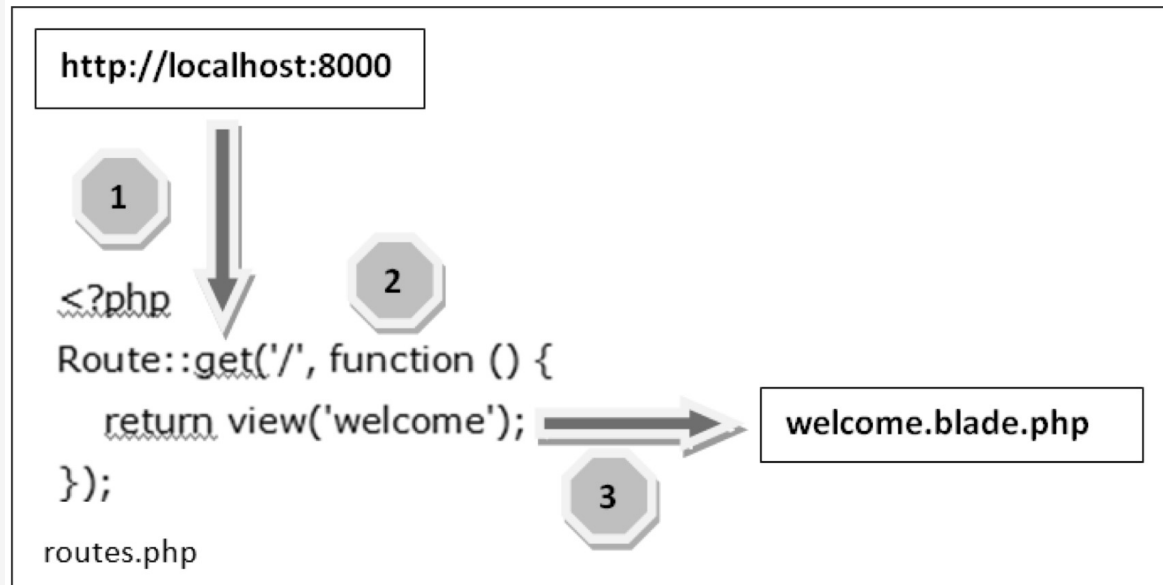 http://localhost:8000
1
2
<?php
Route::get('/', function () {
return view('welcome');
welcome.blade.php
});
3
routes.php